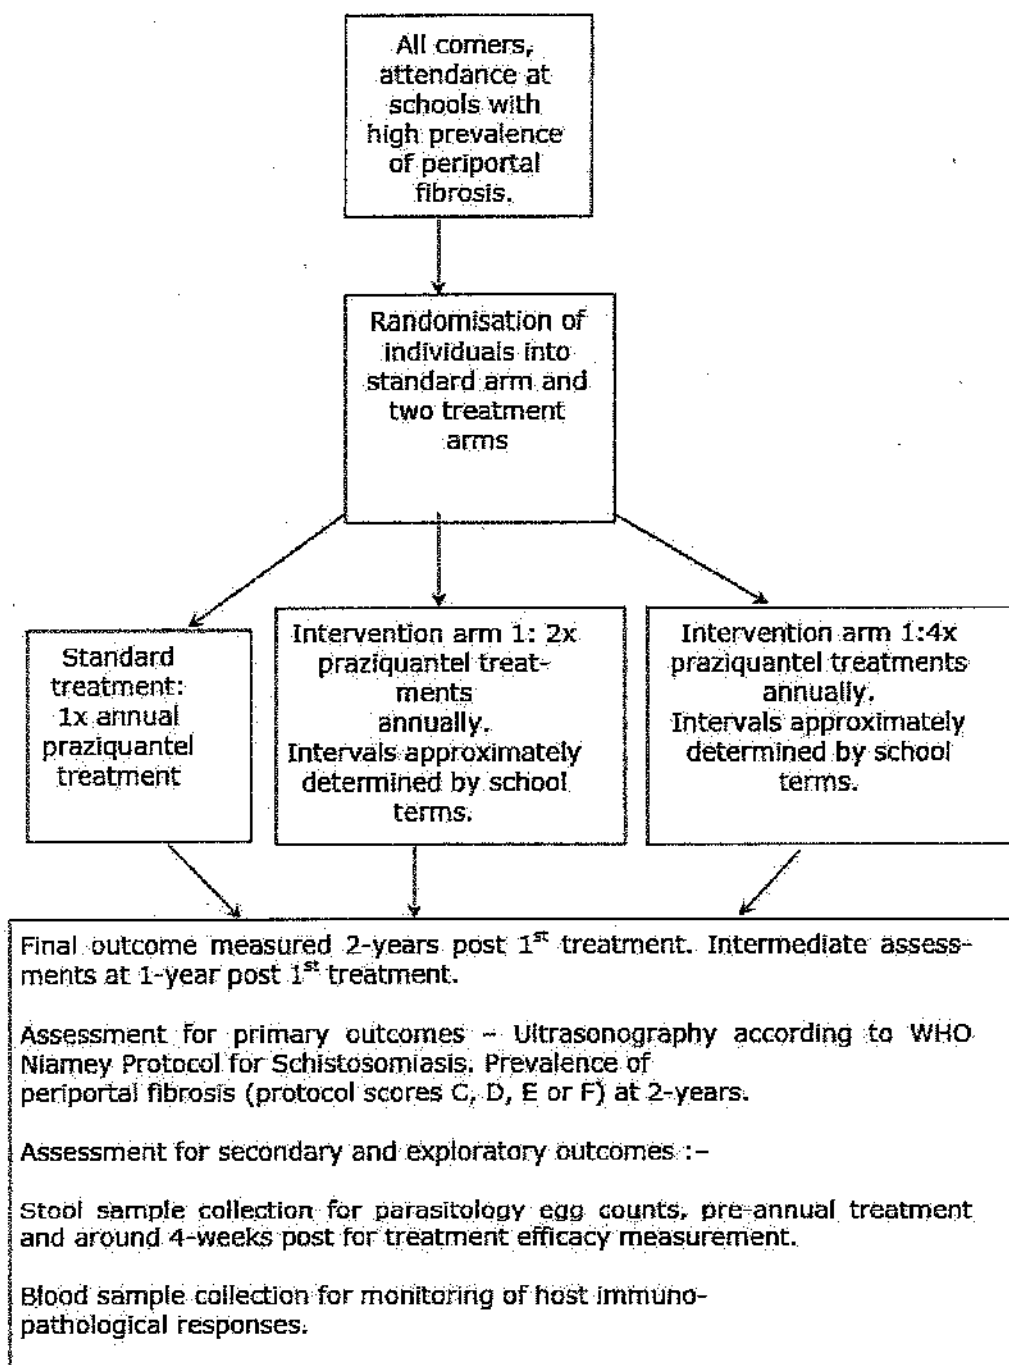 All comers,
attendance at
schools with
high prevalence
of periportal
fibrosis.
Randomisation of
individuals into
standard arm and
two treatment
arms
Standard
treatment:
1x annual
praziquantel
treatment
Intervention arm 1: 2x
praziquantel treat-
ments
annually.
Intervals approximately
determined by school
terms.
Intervention arm 1:4x
praziquantel treatments
annually.
Intervals approximately
determined by school
terms.
Final outcome measured 2-years post 1st treatment. Intermediate assess-
ments at 1-year post 1st treatment.
Assessment for primary outcomes – Ultrasonography according to WHO
Niamey Protocol for Schistosomiasis. Prevalence of
periportal fibrosis (protocol scores C, D, E or F) at 2-years.
Assessment for secondary and exploratory outcomes :–
Stool sample collection for parasitology egg counts, pre-annual treatment
and around 4-weeks post for treatment efficacy measurement.
Blood sample collection for monitoring of host immuno-
pathological responses.